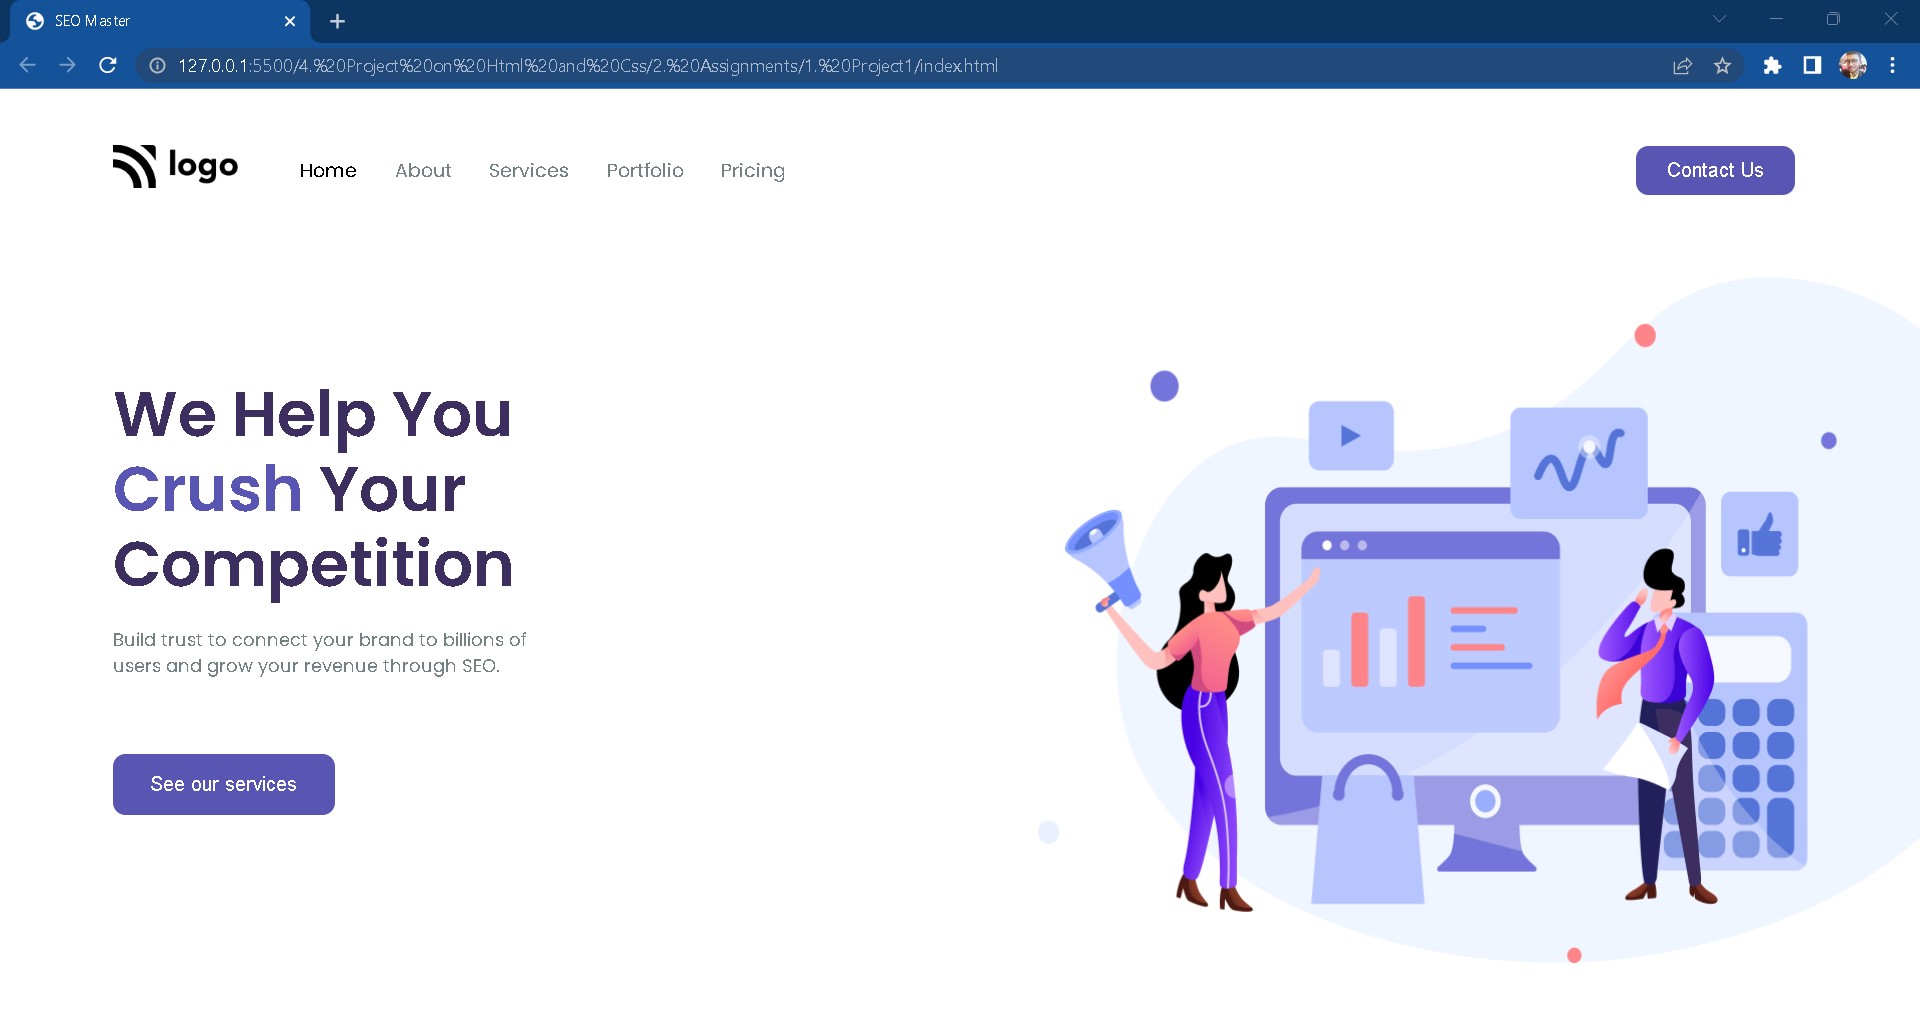 SEO Master
127.0.0.1:5500/4.%20Project%20on%20Html%20and%20Css/2.%20Assignments/1.%20Project1/index.html
logo
Home About Services Portfolio Pricing
Contact Us
We Help You
Crush Your
Competition
Build trust to connect your brand to billions of
users and grow your revenue through SEO.
See our services